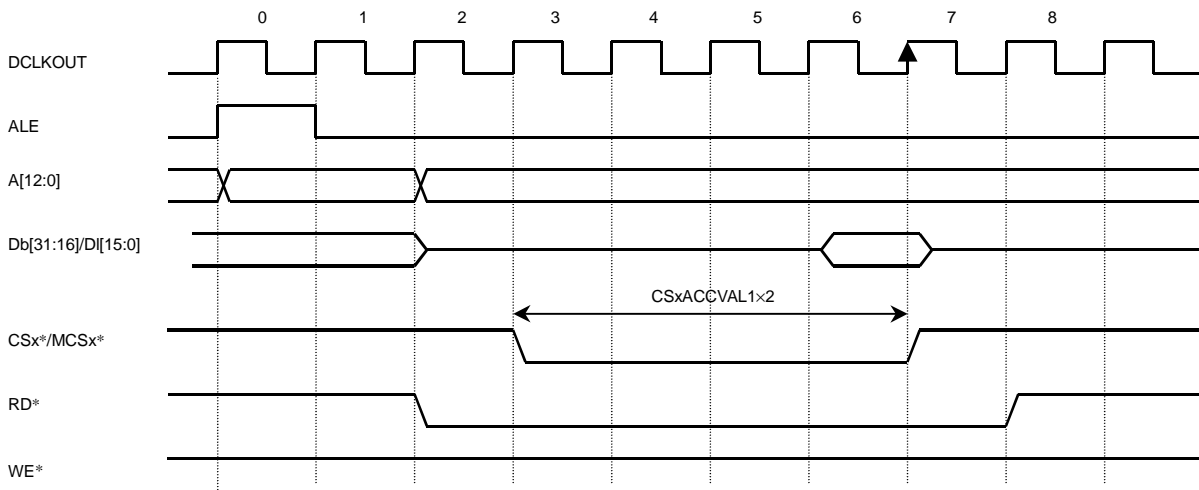 0 1 2 3 4 5 6 7 8
DCLKOUT
ALE
A[12:0]
Db[31:16]/Dl[15:0]
CSxACCVAL1×2
CSx*/MCSx*
RD*
WE*